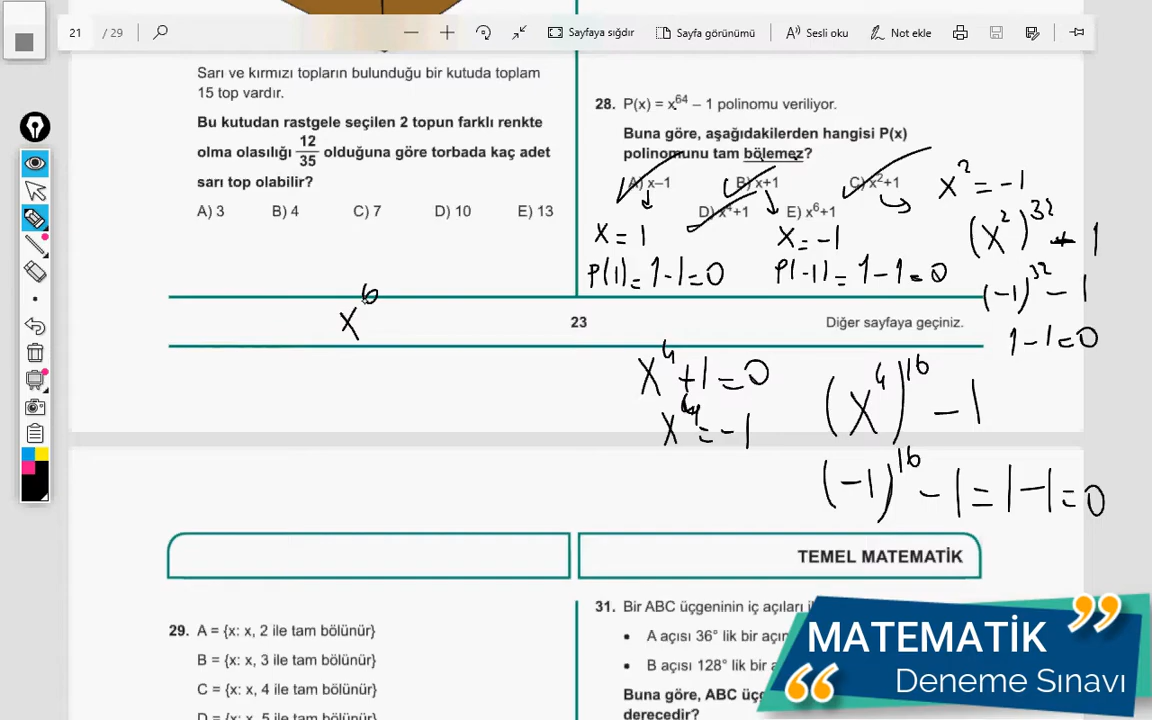 21 / 29
Sayfaya sığdır
Sayfa görünümü
A Sesli oku
Not ekle
Sarı ve kırmızı topların bulunduğu bir kutuda toplam
15 top vardır.
Bu kutudan rastgele seçilen 2 topun farklı renkte
olma olasılığı 12/35 olduğuna göre torbada kaç adet
sarı top olabilir?
A) 3 B) 4 C) 7 D) 10 E) 13
28. P(x) = x^64 – 1 polinomu veriliyor.
Buna göre, aşağıdakilerden hangisi P(x)
polinomunu tam bölemez?
A) x–1 B) x+1 C) x²+1
D) x⁴+1 E) x⁶+1
x = 1
P(1) = 1-1=0
x = -1
P(-1) = 1-1=0
x² = -1
(x²)^32 - 1
(-1)^32 - 1
1-1=0
x⁶
23
Diğer sayfaya geçiniz.
x⁴+1=0
x⁴=-1
(x⁴)^16 - 1
(-1)^16 - 1 = 1-1=0
TEMEL MATEMATİK
29. A = {x: x, 2 ile tam bölünür}
B = {x: x, 3 ile tam bölünür}
C = {x: x, 4 ile tam bölünür}
D = {x: x, 5 ile tam bölünür}
31. Bir ABC üçgeninin iç açıları
• A açısı 36° lik bir açı
• B açısı 128° lik bir a
Buna göre, ABC üçge
derecedir?
MATEMATİK
Deneme Sınavı